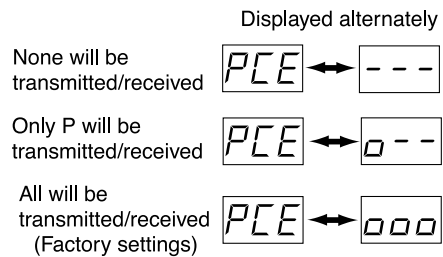 Displayed alternately
None will be
transmitted/received
PCE
- - -
Only P will be
transmitted/received
PCE
o - -
All will be
transmitted/received
(Factory settings)
PCE
ooo